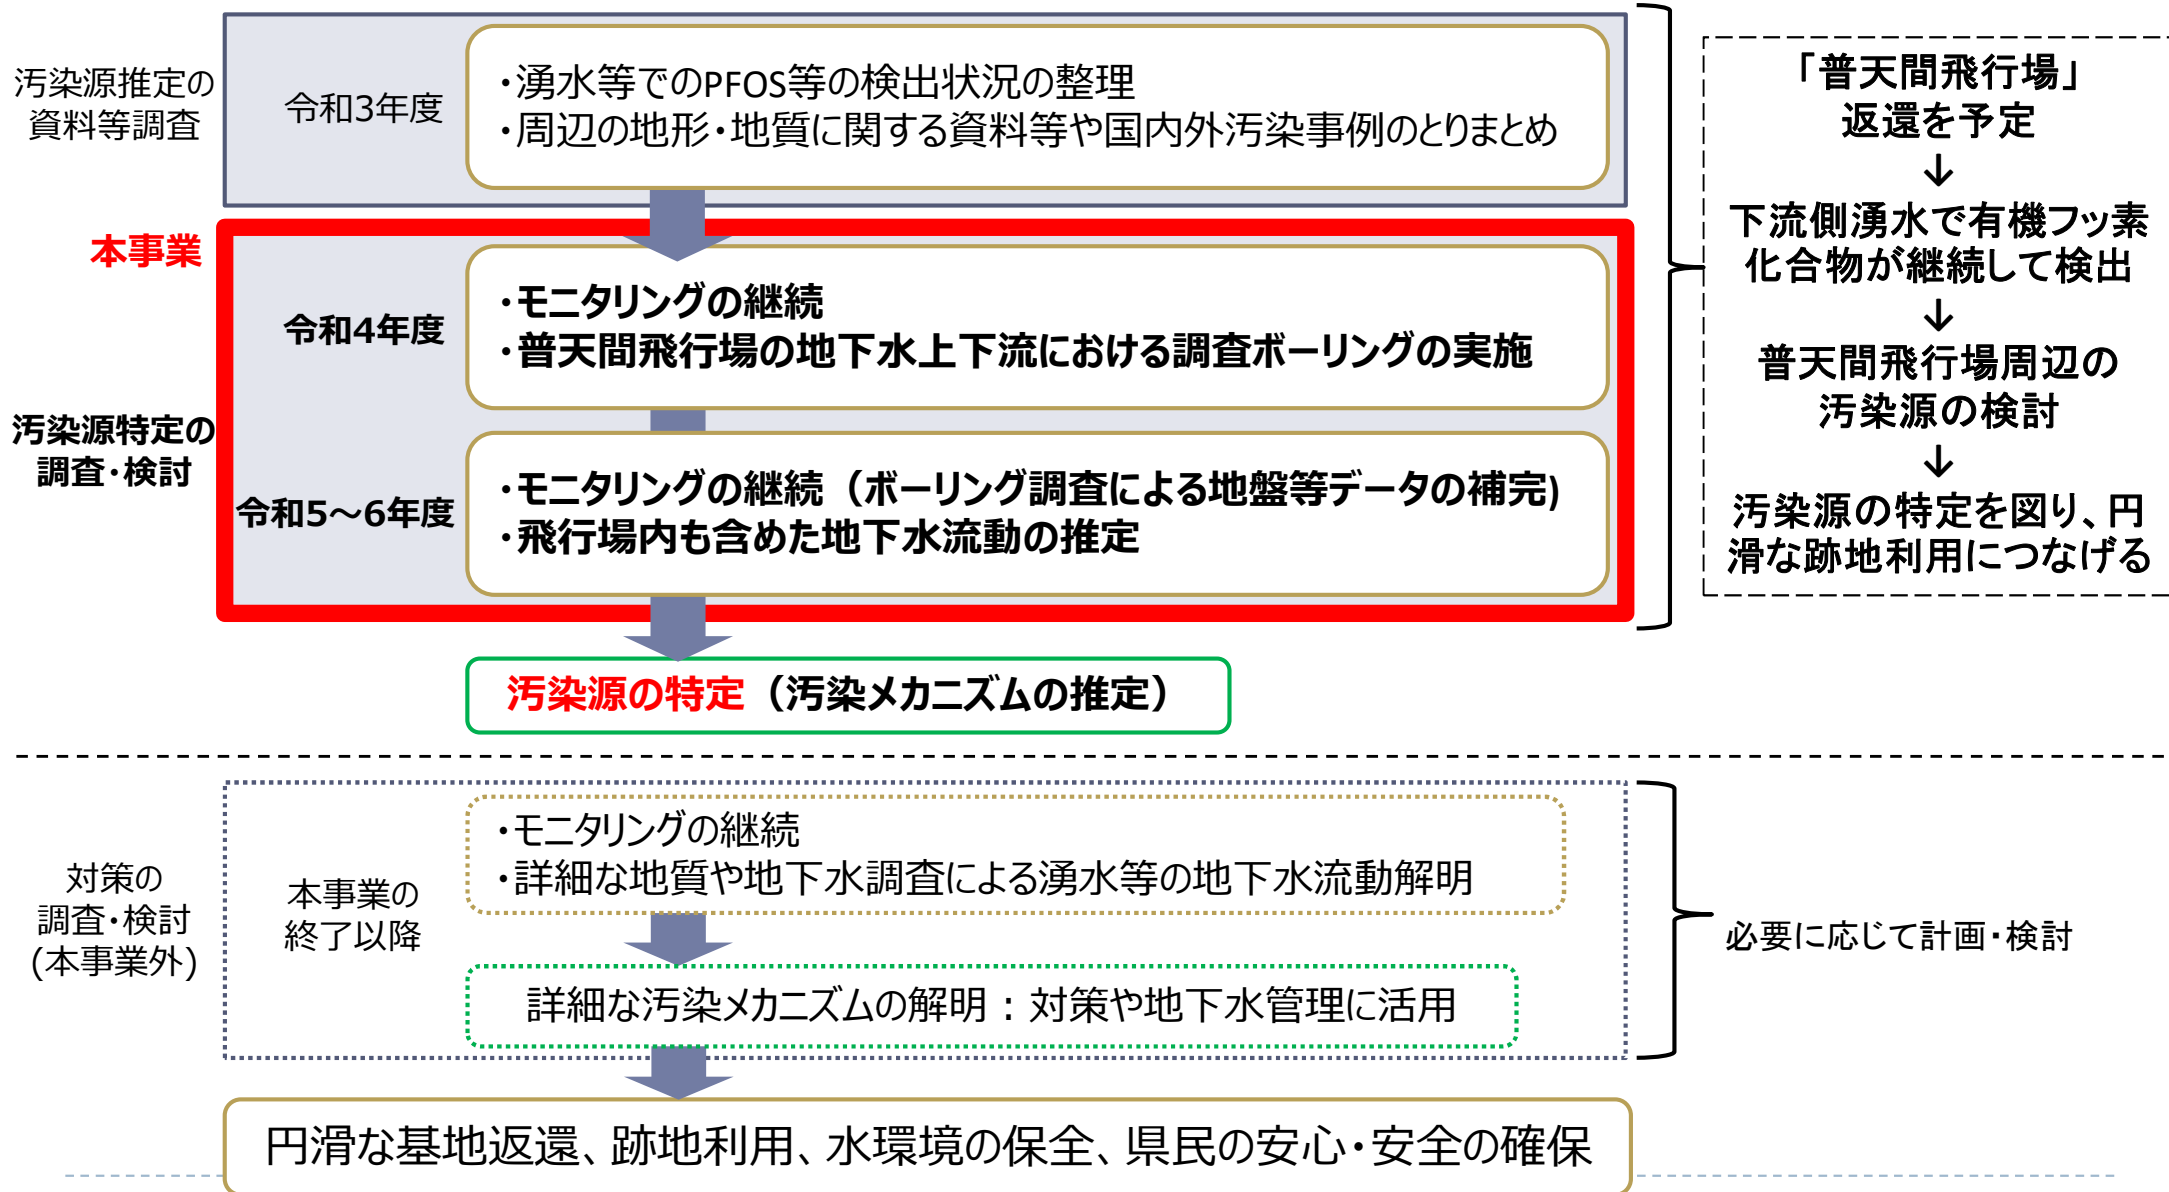 汚染源推定の
資料等調査
令和3年度
・湧水等でのPFOS等の検出状況の整理
・周辺の地形・地質に関する資料等や国内外汚染事例のとりまとめ
本事業
汚染源特定の
調査・検討
令和4年度
・モニタリングの継続
・普天間飛行場の地下水上下流における調査ボーリングの実施
令和5～6年度
・モニタリングの継続（ボーリング調査による地盤等データの補完)
・飛行場内も含めた地下水流動の推定
汚染源の特定（汚染メカニズムの推定）
「普天間飛行場」
返還を予定
↓
下流側湧水で有機フッ素
化合物が継続して検出
↓
普天間飛行場周辺の
汚染源の検討
↓
汚染源の特定を図り、円
滑な跡地利用につなげる
対策の
調査・検討
(本事業外)
本事業の
終了以降
・モニタリングの継続
・詳細な地質や地下水調査による湧水等の地下水流動解明
詳細な汚染メカニズムの解明：対策や地下水管理に活用
必要に応じて計画・検討
円滑な基地返還、跡地利用、水環境の保全、県民の安心・安全の確保